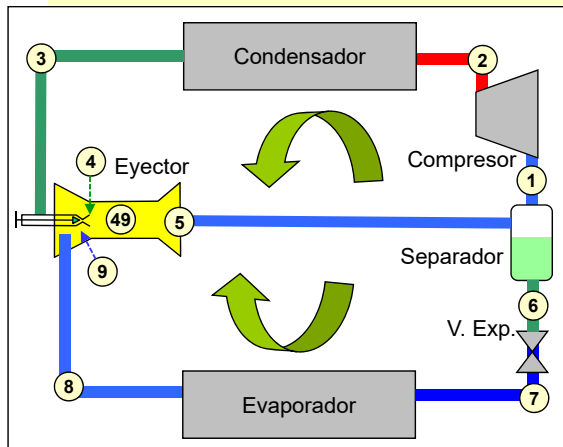 3
Condensador
2
4
Eyector
Compresor
1
49
5
Separador
9
6
V. Exp.
8
Evaporador
7